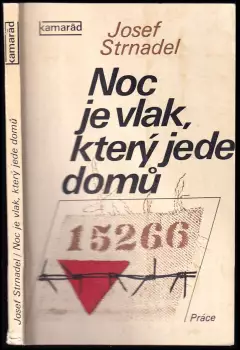 kamarád
Josef Strnadel / Noc je vlak, který jede domů
kamarád
Josef
Strnadel
Noc
je vlak,
který jede
domů
15266
Práce